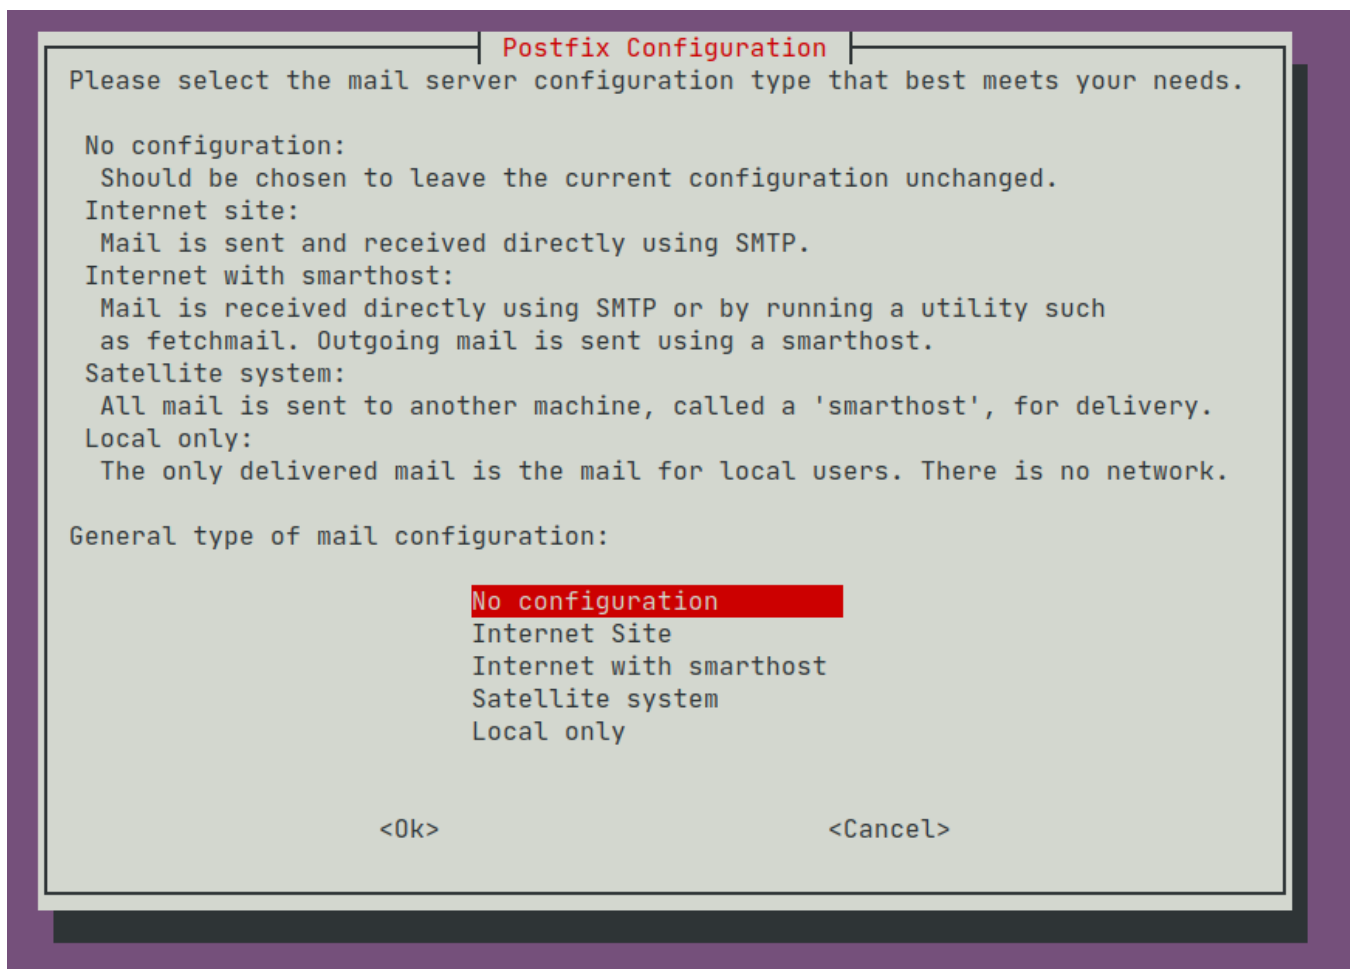 Postfix Configuration
Please select the mail server configuration type that best meets your needs.
No configuration:
Should be chosen to leave the current configuration unchanged.
Internet site:
Mail is sent and received directly using SMTP.
Internet with smarthost:
Mail is received directly using SMTP or by running a utility such
as fetchmail. Outgoing mail is sent using a smarthost.
Satellite system:
All mail is sent to another machine, called a 'smarthost', for delivery.
Local only:
The only delivered mail is the mail for local users. There is no network.
General type of mail configuration:
No configuration
Internet Site
Internet with smarthost
Satellite system
Local only
<Ok> <Cancel>